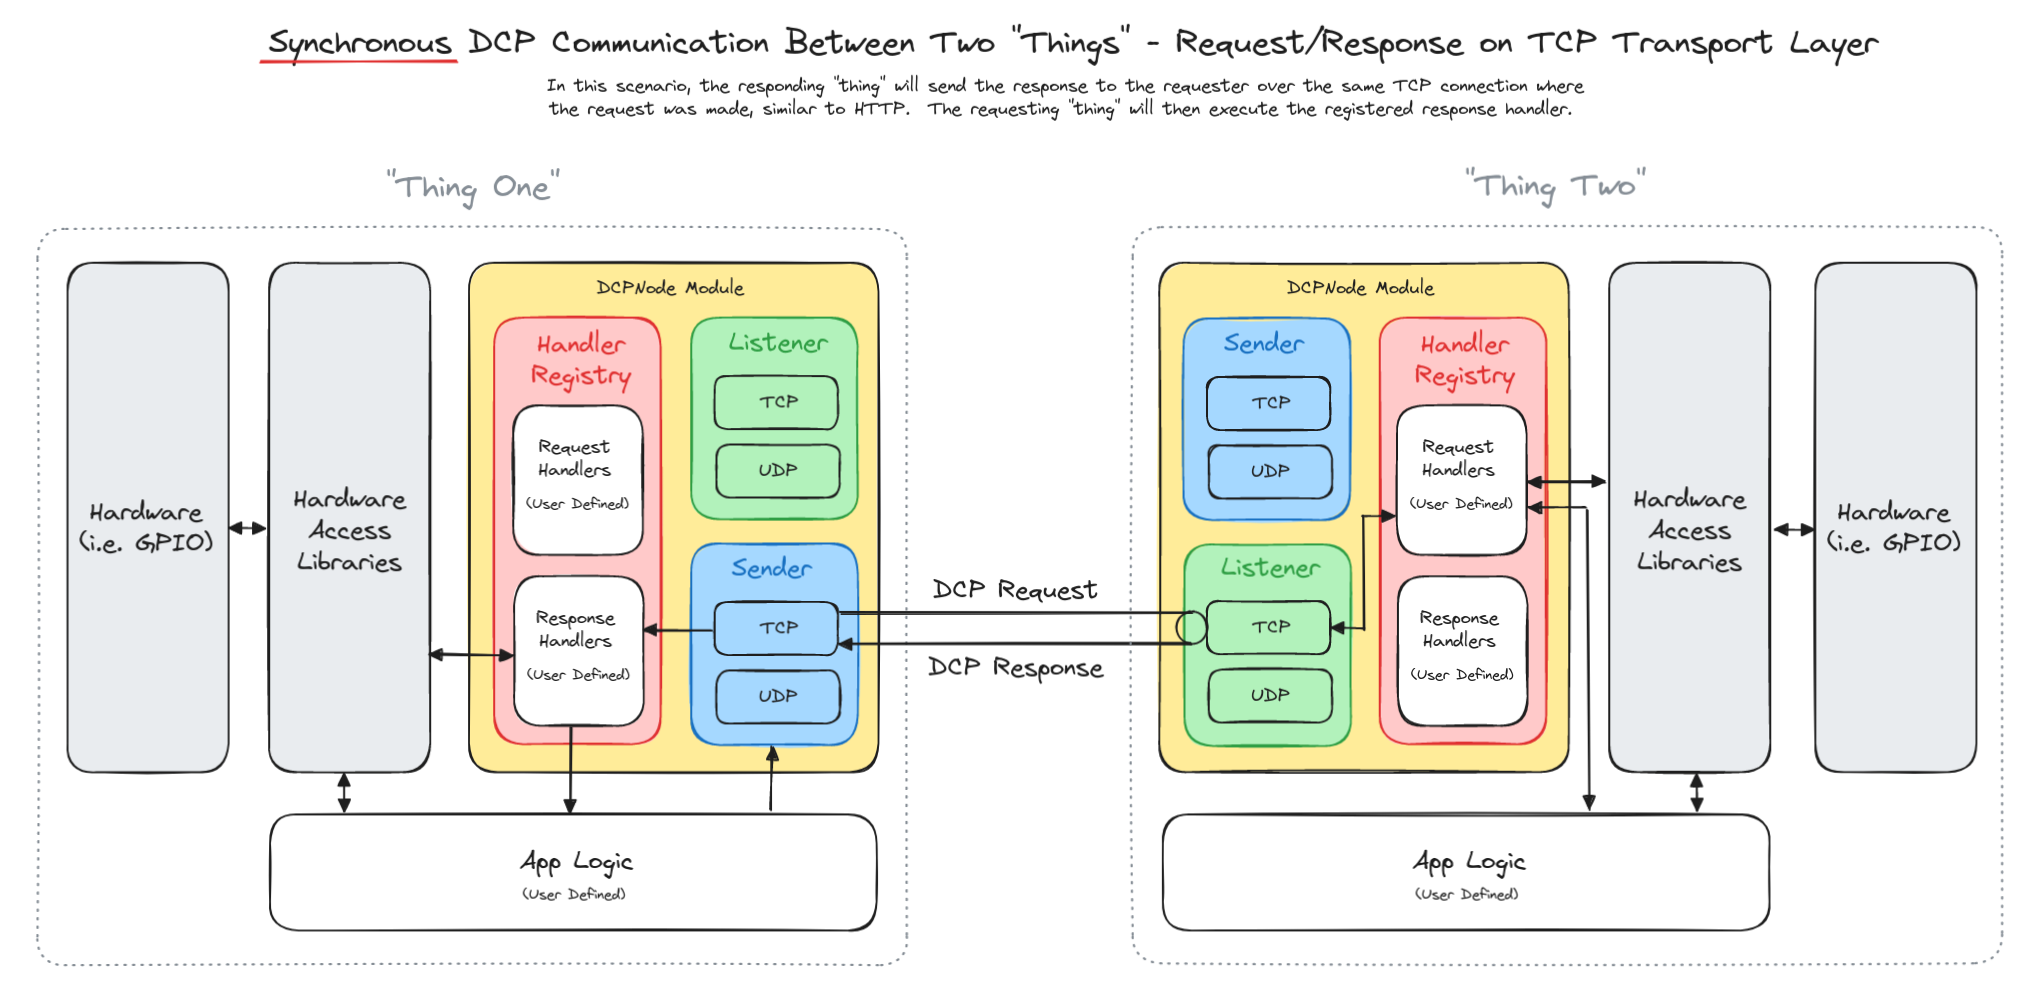 Synchronous DCP Communication Between Two "Things" - Request/Response on TCP Transport Layer
In this scenario, the responding "thing" will send the response to the requester over the same TCP connection where
the request was made, similar to HTTP. The requesting "thing" will then execute the registered response handler.
"Thing One"
Hardware
(i.e. GPIO)
Hardware
Access
Libraries
DCPNode Module
Handler
Registry
Request
Handlers
(User Defined)
Response
Handlers
(User Defined)
Listener
TCP
UDP
Sender
TCP
UDP
App Logic
(User Defined)
DCP Request
DCP Response
"Thing Two"
DCPNode Module
Sender
TCP
UDP
Listener
TCP
UDP
Handler
Registry
Request
Handlers
(User Defined)
Response
Handlers
(User Defined)
Hardware
Access
Libraries
Hardware
(i.e. GPIO)
App Logic
(User Defined)